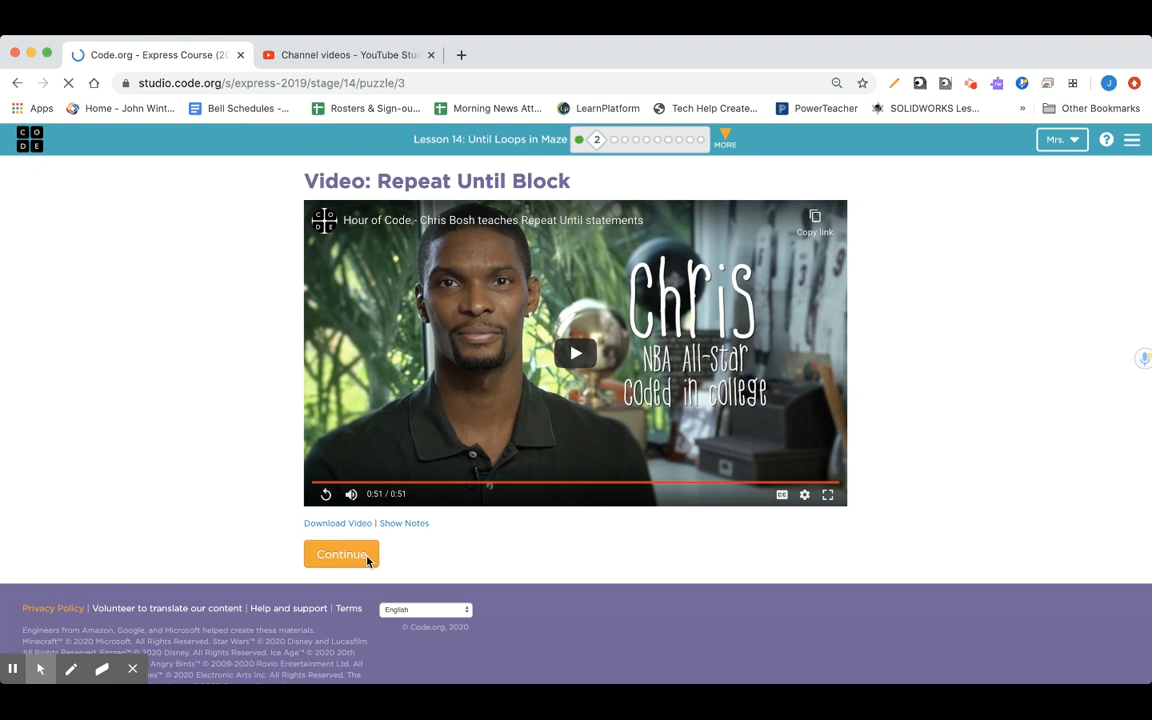 Code.org - Express Course (20
Channel videos - YouTube Stu
studio.code.org/s/express-2019/stage/14/puzzle/3
J
Apps
Home - John Wint...
Bell Schedules -...
Rosters & Sign-ou...
Morning News Att...
LearnPlatform
Tech Help Create...
PowerTeacher
SOLIDWORKS Les...
»
Other Bookmarks
C O
D E
Lesson 14: Until Loops in Maze
2
MORE
Mrs.
?
Video: Repeat Until Block
C O
D E
Hour of Code - Chris Bosh teaches Repeat Until statements
Copy link
Chris
NBA All-Star
Coded in college
0:51 / 0:51
CC
Download Video | Show Notes
Continue
Privacy Policy | Volunteer to translate our content | Help and support | Terms
English
© Code.org, 2020
Engineers from Amazon, Google, and Microsoft helped create these materials.
Minecraft™ © 2020 Microsoft. All Rights Reserved. Star Wars™ © 2020 Disney and Lucasfilm.
All Rights Reserved. Frozen™ © 2020 Disney. All Rights Reserved. Ice Age™ © 2020 20th
Angry Birds™ © 2009-2020 Rovio Entertainment Ltd. All
© 2020 Electronic Arts Inc. All Rights Reserved. The